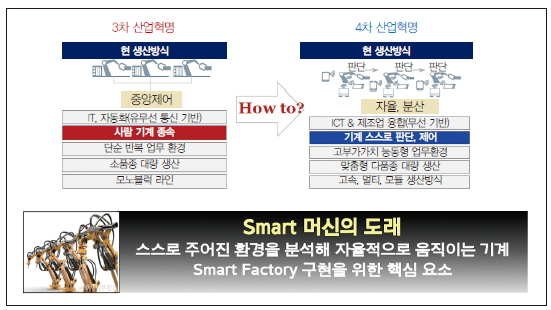 3차 산업혁명
현 생산방식
중앙제어
IT, 자동화(유무선 통신 기반)
사람 기계 종속
단순 반복 업무 환경
소품종 대량 생산
모노블럭 라인
How to?
4차 산업혁명
현 생산방식
판단 판단 판단
자율, 분산
ICT & 제조업 융합(무선 기반)
기계 스스로 판단, 제어
고부가가치 능동형 업무환경
맞춤형 다품종 대량 생산
고속, 멀티, 모듈 생산방식
Smart 머신의 도래
스스로 주어진 환경을 분석해 자율적으로 움직이는 기계
Smart Factory 구현을 위한 핵심 요소